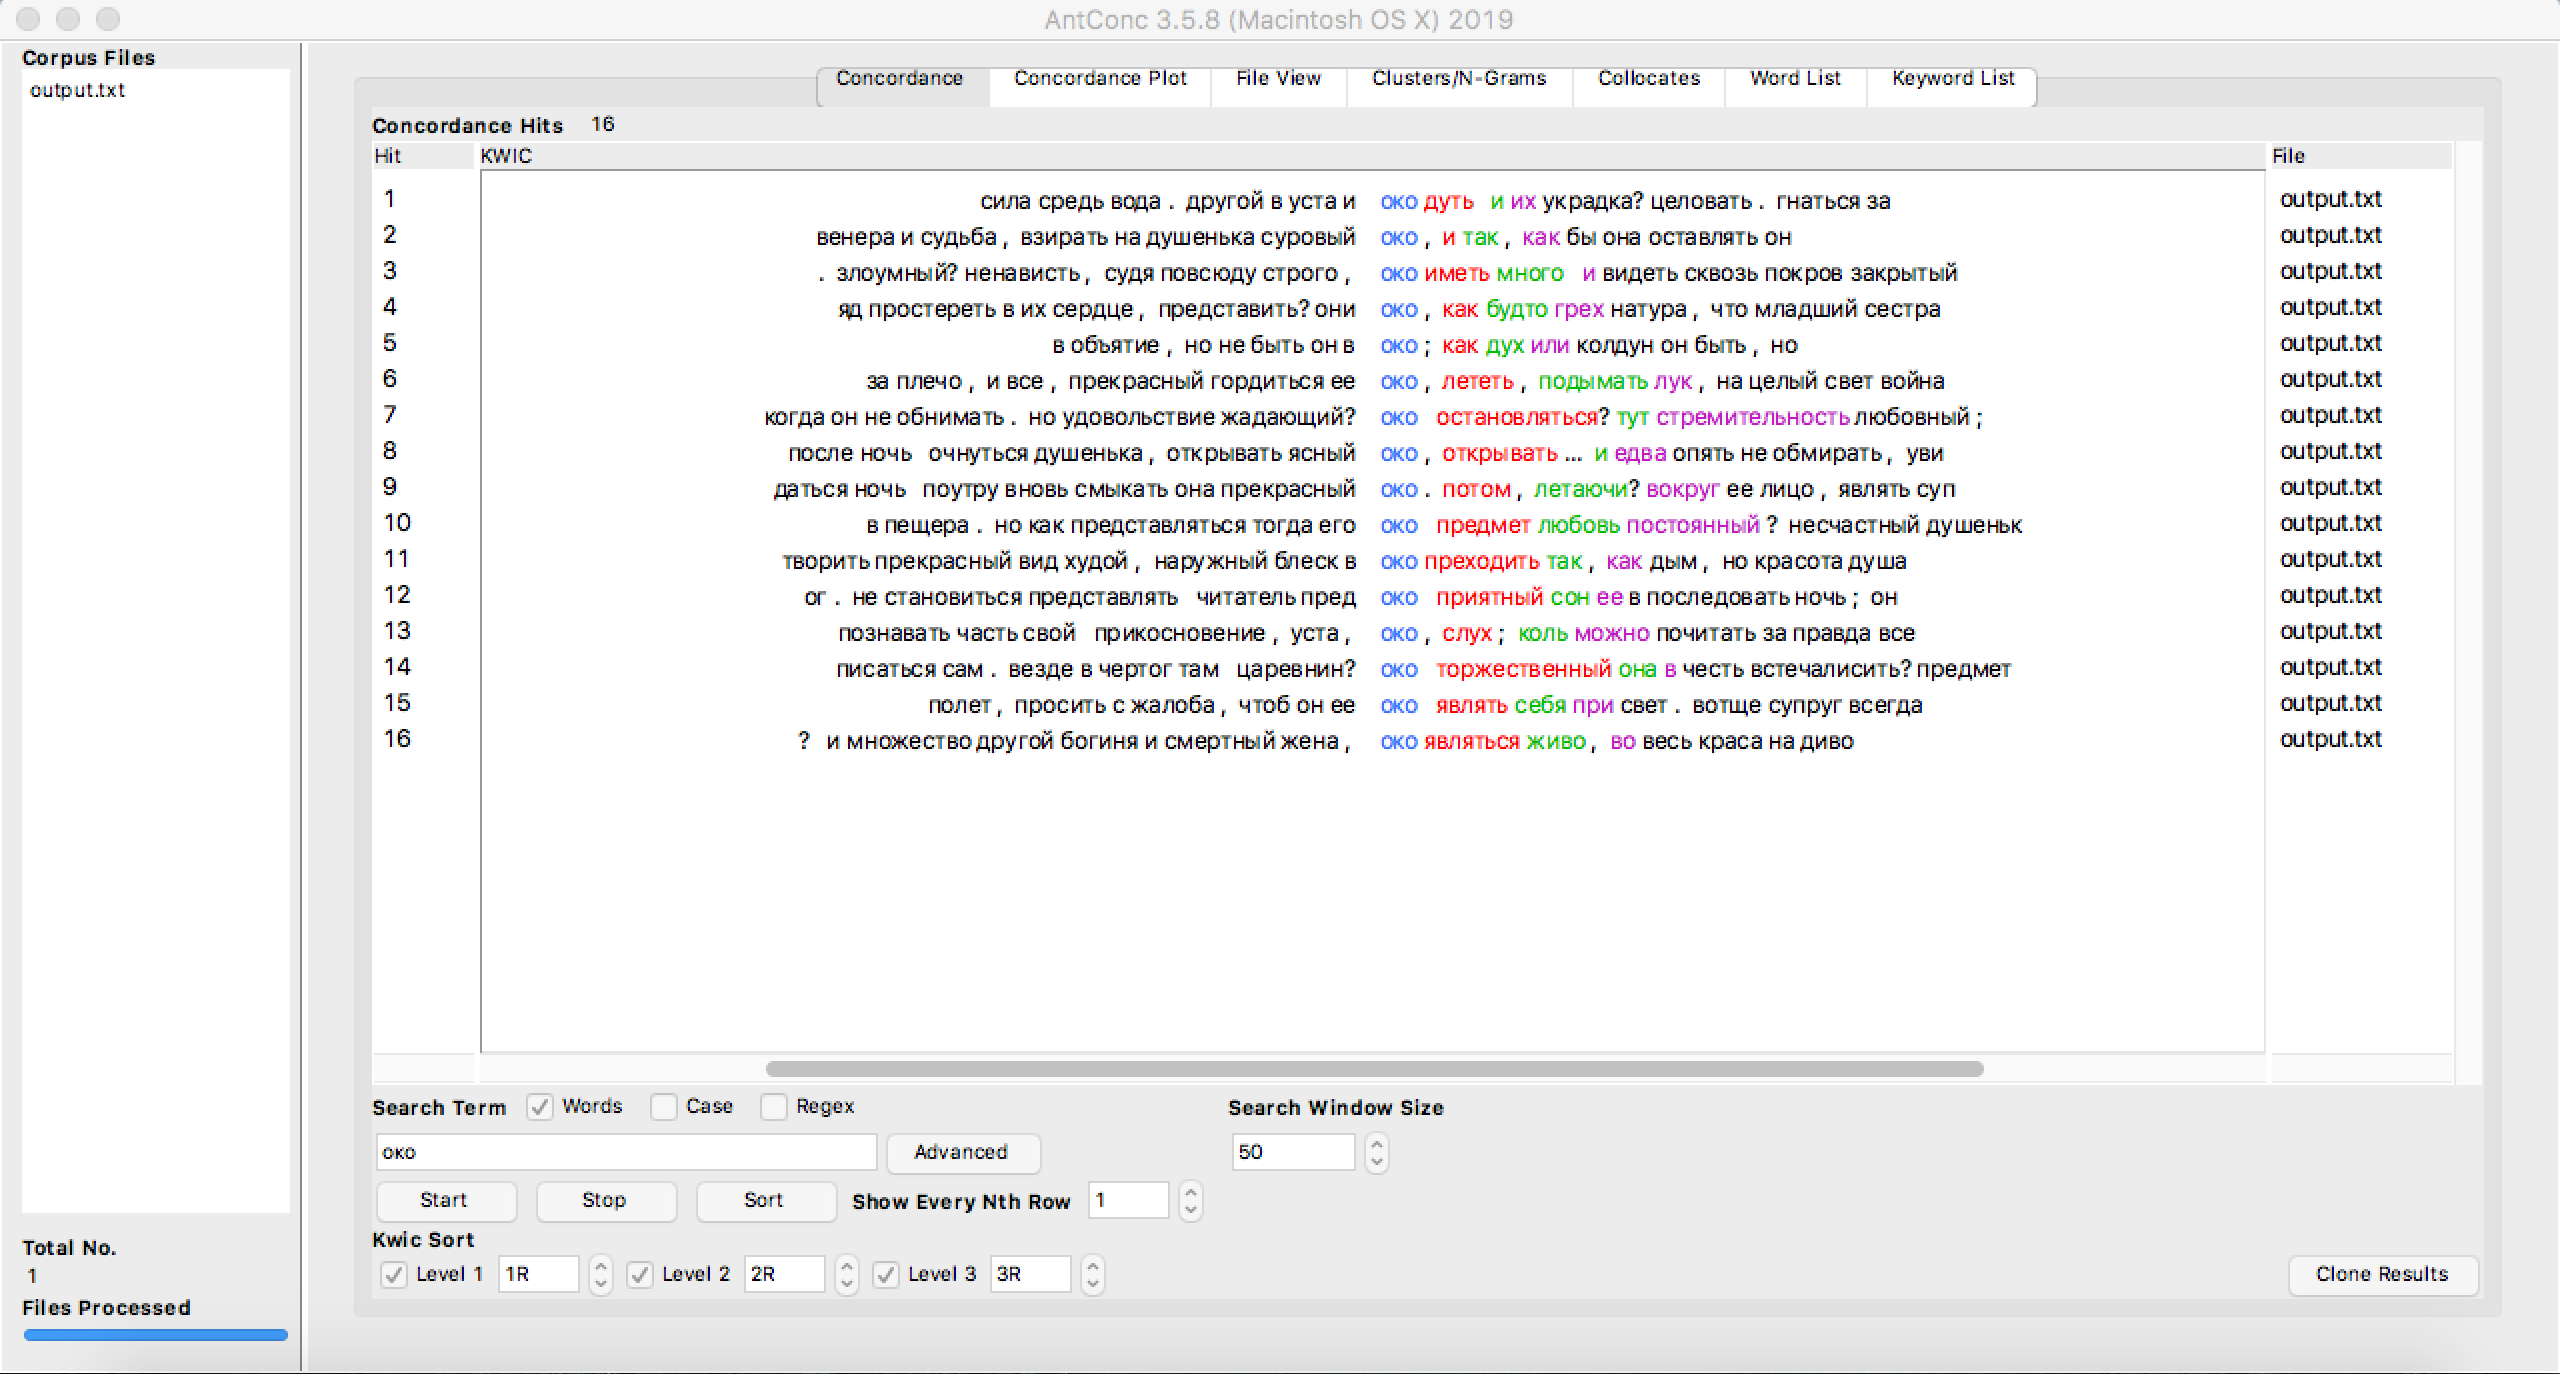 AntConc 3.5.8 (Macintosh OS X) 2019
Corpus Files
output.txt
Concordance Concordance Plot File View Clusters/N-Grams Collocates Word List Keyword List
Concordance Hits 16
Hit KWIC File
1 сила средь вода . другой в уста и око дуть и их украдка? целовать . гнаться за output.txt
2 венера и судьба , взирать на душенька суровый око , и так , как бы она оставлять он output.txt
3 . злоумный? ненависть , судя повсюду строго , око иметь много и видеть сквозь покров закрытый output.txt
4 яд простереть в их сердце , представить? они око , как будто грех натура , что младший сестра output.txt
5 в объятие , но не быть он в око ; как дух или колдун он быть , но output.txt
6 за плечо , и все , прекрасный гордиться ее око , лететь , подымать лук , на целый свет война output.txt
7 когда он не обнимать . но удовольствие жадающий? око остановляться? тут стремительность любовный ; output.txt
8 после ночь очнуться душенька , открывать ясный око , открывать ... и едва опять не обмирать , уви output.txt
9 даться ночь поутру вновь смыкать она прекрасный око . потом , летаючи? вокруг ее лицо , являть суп output.txt
10 в пещера . но как представляться тогда его око предмет любовь постоянный ? несчастный душеньк output.txt
11 творить прекрасный вид худой , наружный блеск в око преходить так , как дым , но красота душа output.txt
12 ог . не становиться представлять читатель пред око приятный сон ее в последовать ночь ; он output.txt
13 познавать часть свой прикосновение , уста , око , слух ; коль можно почитать за правда все output.txt
14 писаться сам . везде в чертог там царевнин? око торжественный она в честь встечалисить? предмет output.txt
15 полет , просить с жалоба , чтоб он ее око являть себя при свет . вотще супруг всегда output.txt
16 ? и множество другой богиня и смертный жена , око являться живо , во весь краса на диво output.txt
Search Term Words Case Regex Search Window Size
око Advanced 50
Start Stop Sort Show Every Nth Row 1
Kwic Sort
Level 1 1R Level 2 2R Level 3 3R Clone Results
Total No.
1
Files Processed